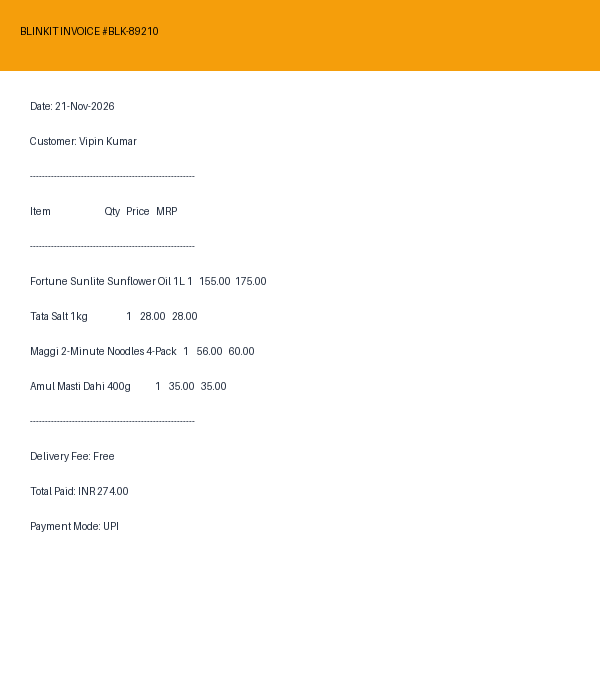 BLINKIT INVOICE #BLK-89210
Date: 21-Nov-2026
Customer: Vipin Kumar
-------------------------------------------------------
Item Qty Price MRP
-------------------------------------------------------
Fortune Sunlite Sunflower Oil 1L 1 155.00 175.00
Tata Salt 1kg 1 28.00 28.00
Maggi 2-Minute Noodles 4-Pack 1 56.00 60.00
Amul Masti Dahi 400g 1 35.00 35.00
-------------------------------------------------------
Delivery Fee: Free
Total Paid: INR 274.00
Payment Mode: UPI